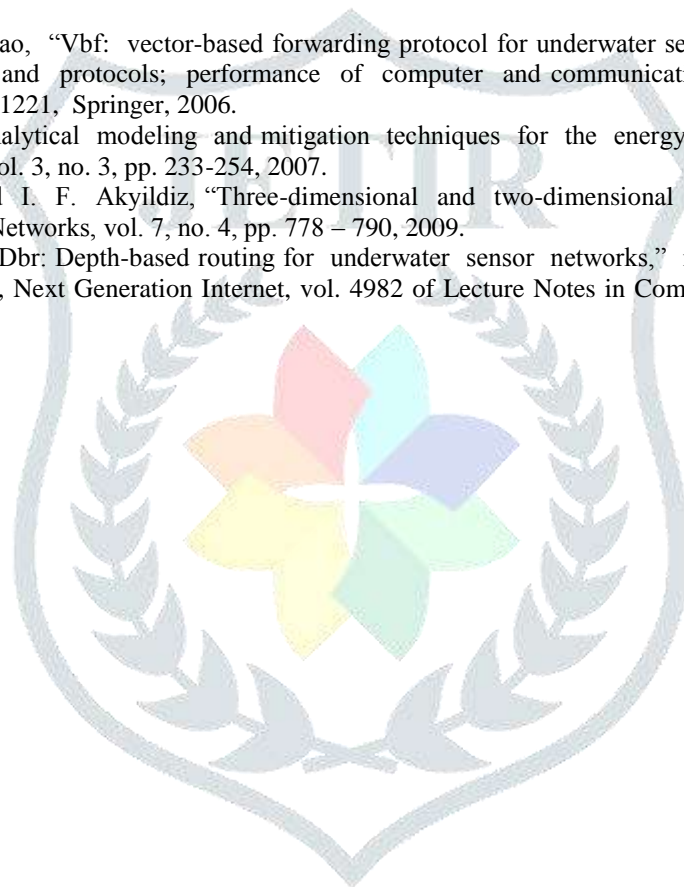 ao, “Vbf: vector-based forwarding protocol for underwater se
and protocols; performance of computer and communicati
1221, Springer, 2006.
alytical modeling and mitigation techniques for the energy
ol. 3, no. 3, pp. 233-254, 2007.
l I. F. Akyildiz, “Three-dimensional and two-dimensional
Networks, vol. 7, no. 4, pp. 778 – 790, 2009.
Dbr: Depth-based routing for underwater sensor networks,”
, Next Generation Internet, vol. 4982 of Lecture Notes in Com
JETIR